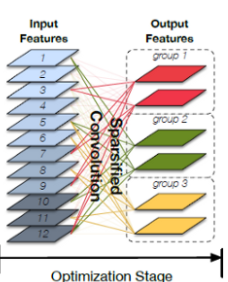 Input
Features
Output
Features
1
2
3
4
5
6
7
8
9
10
11
12
Sparsified
Convolution
group 1
group 2
group 3
Optimization Stage